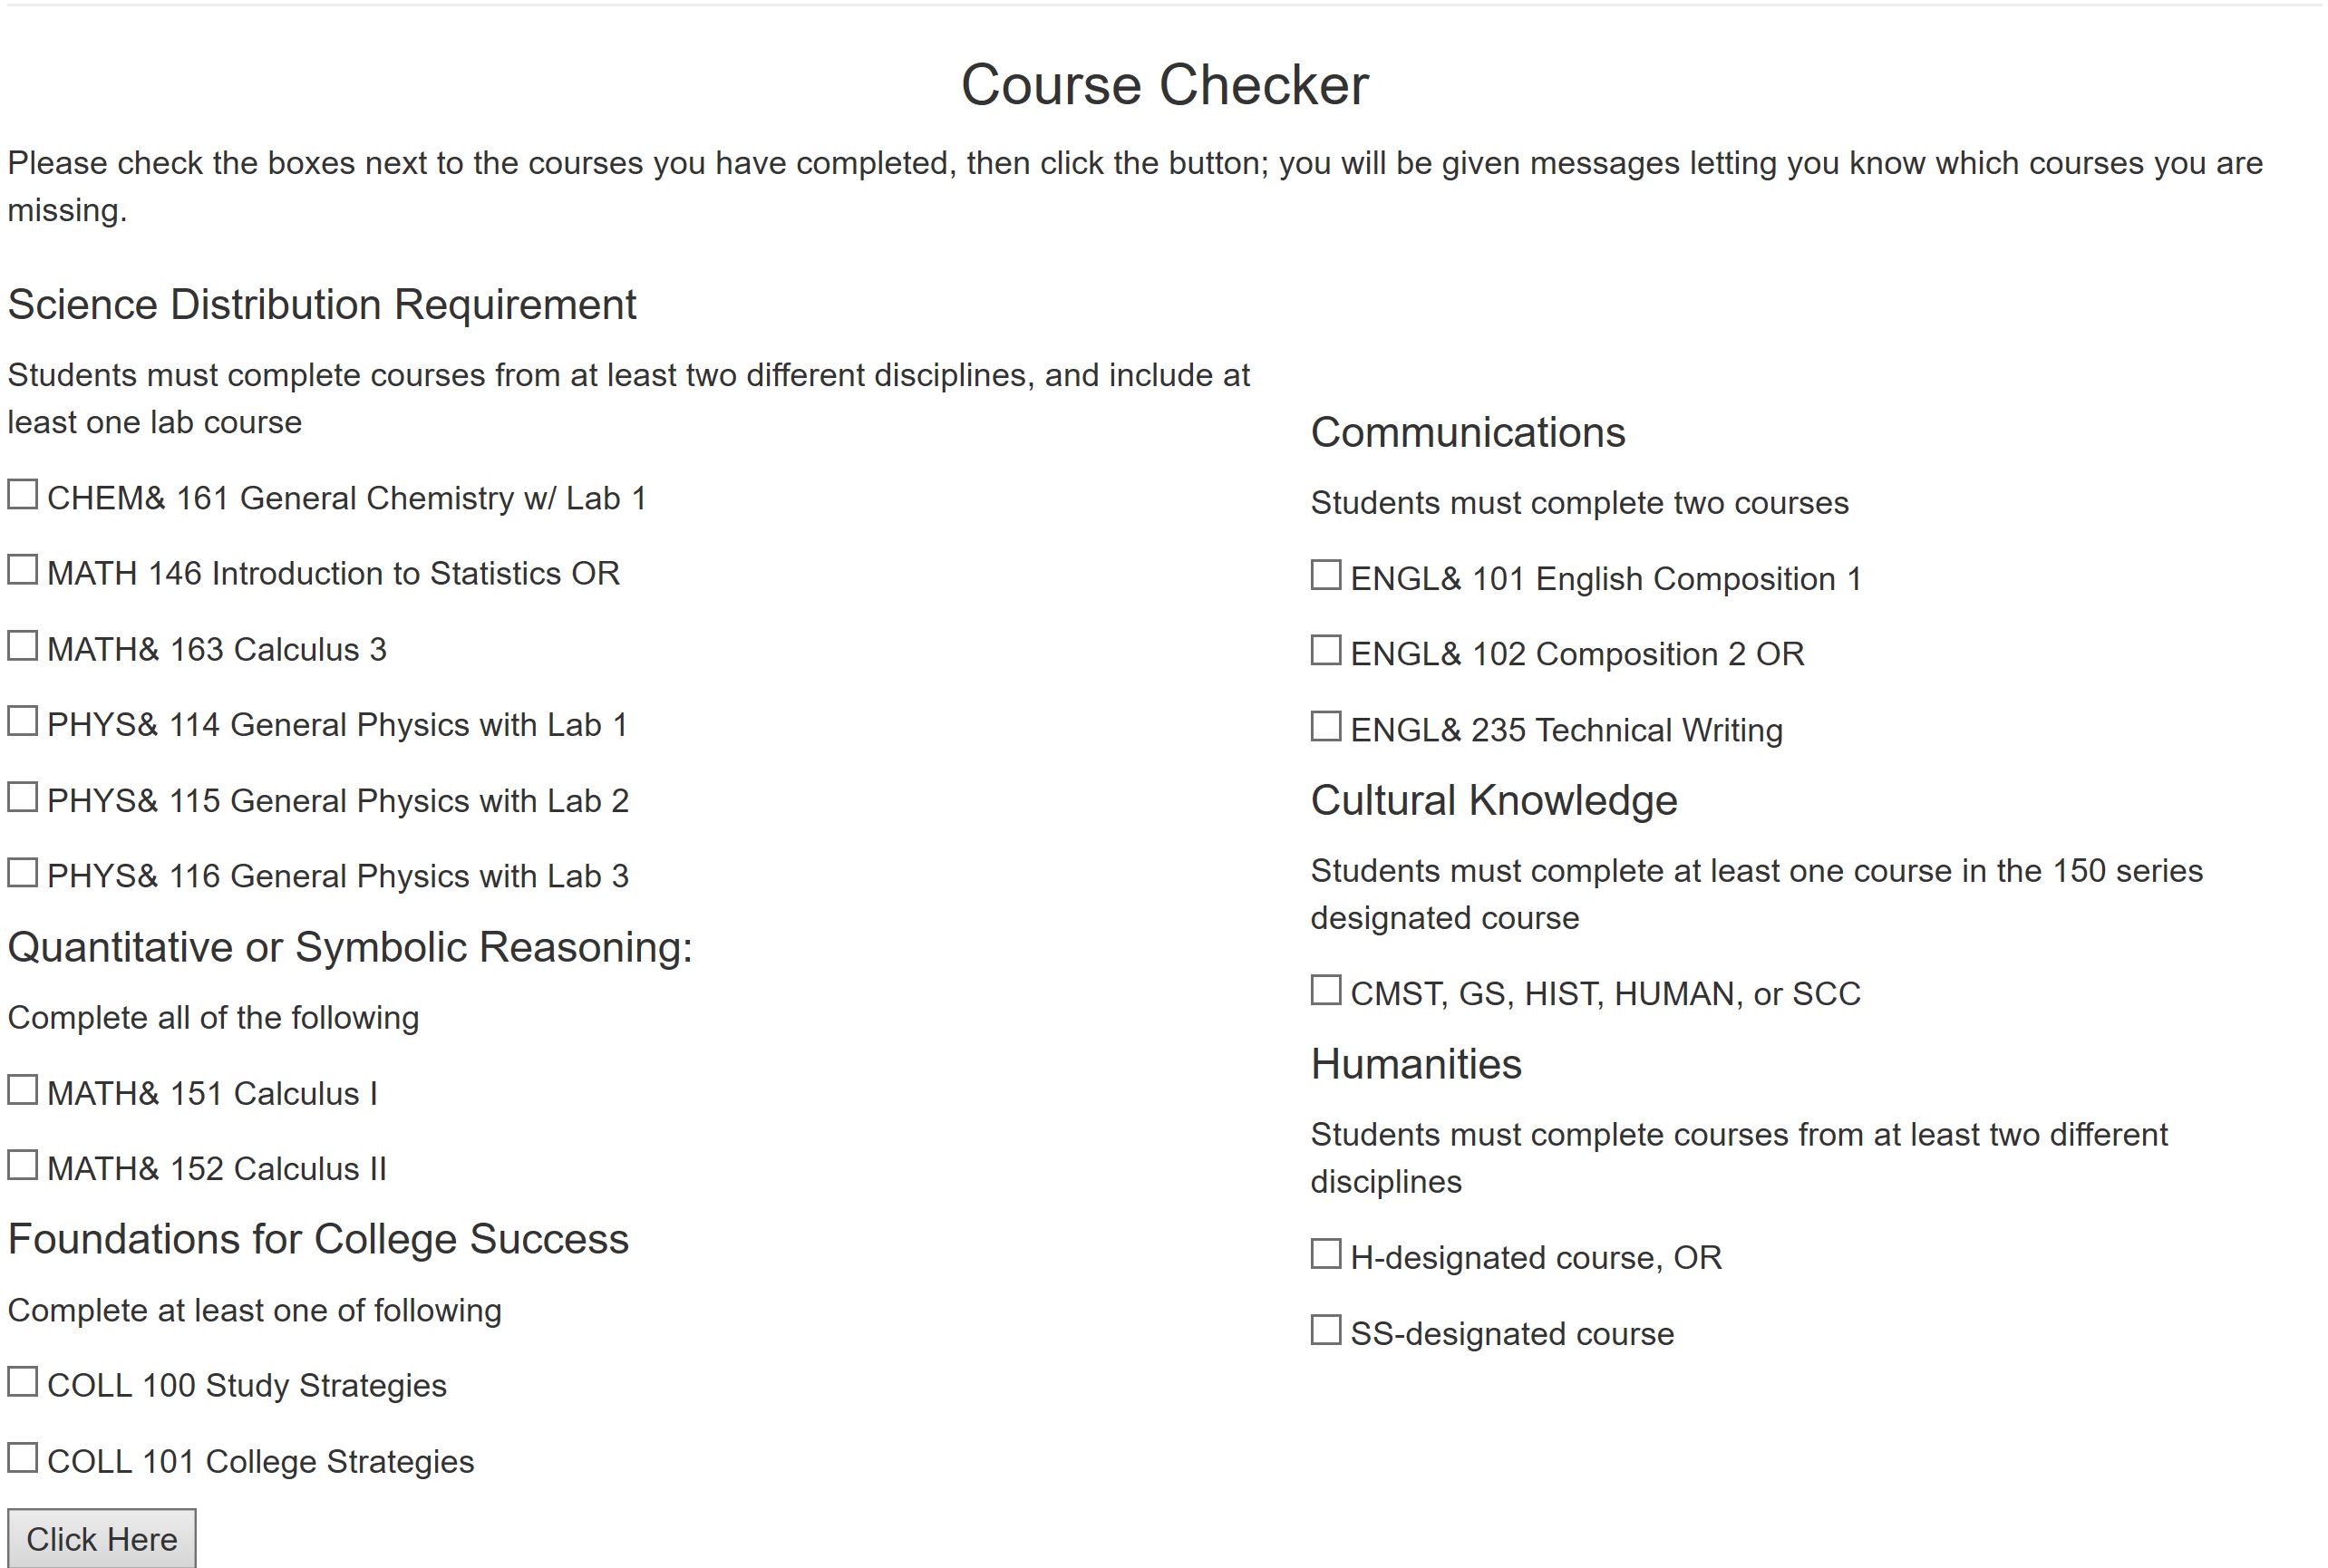 Course Checker
Please check the boxes next to the courses you have completed, then click the button; you will be given messages letting you know which courses you are
missing.
Science Distribution Requirement
Students must complete courses from at least two different disciplines, and include at
least one lab course
CHEM& 161 General Chemistry w/ Lab 1
MATH 146 Introduction to Statistics OR
MATH& 163 Calculus 3
PHYS& 114 General Physics with Lab 1
PHYS& 115 General Physics with Lab 2
PHYS& 116 General Physics with Lab 3
Quantitative or Symbolic Reasoning:
Complete all of the following
MATH& 151 Calculus I
MATH& 152 Calculus II
Foundations for College Success
Complete at least one of following
COLL 100 Study Strategies
COLL 101 College Strategies
Click Here
Communications
Students must complete two courses
ENGL& 101 English Composition 1
ENGL& 102 Composition 2 OR
ENGL& 235 Technical Writing
Cultural Knowledge
Students must complete at least one course in the 150 series
designated course
CMST, GS, HIST, HUMAN, or SCC
Humanities
Students must complete courses from at least two different
disciplines
H-designated course, OR
SS-designated course